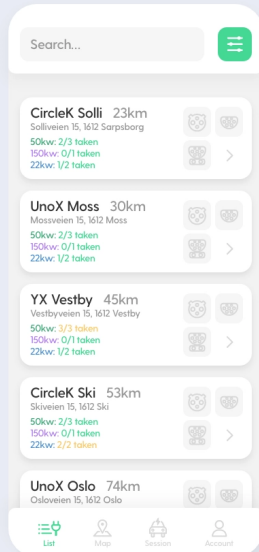 Search...
CircleK Solli 23km
Solliveien 15, 1612 Sarpsborg
50kw: 2/3 taken
150kw: 0/1 taken
22kw: 1/2 taken
UnoX Moss 30km
Mossveien 15, 1612 Moss
50kw: 2/3 taken
150kw: 0/1 taken
22kw: 1/2 taken
YX Vestby 45km
Vestbyveien 15, 1612 Vestby
50kw: 3/3 taken
150kw: 0/1 taken
22kw: 1/2 taken
CircleK Ski 53km
Skiveien 15, 1612 Ski
50kw: 2/3 taken
150kw: 0/1 taken
22kw: 2/2 taken
UnoX Oslo 74km
Osloveien 15, 1612 Oslo
List Map Session Account